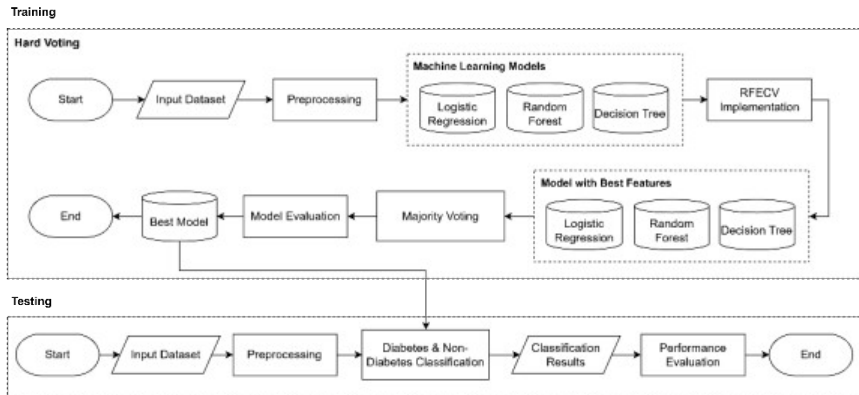 Training
Hard Voting
Start
Input Dataset
Preprocessing
Machine Learning Models
Logistic
Regression
Random
Forest
Decision Tree
RFECV
Implementation
End
Best Model
Model Evaluation
Majority Voting
Model with Best Features
Logistic
Regression
Random
Forest
Decision Tree
Testing
Start
Input Dataset
Preprocessing
Diabetes & Non-
Diabetes Classification
Classification
Results
Performance
Evaluation
End